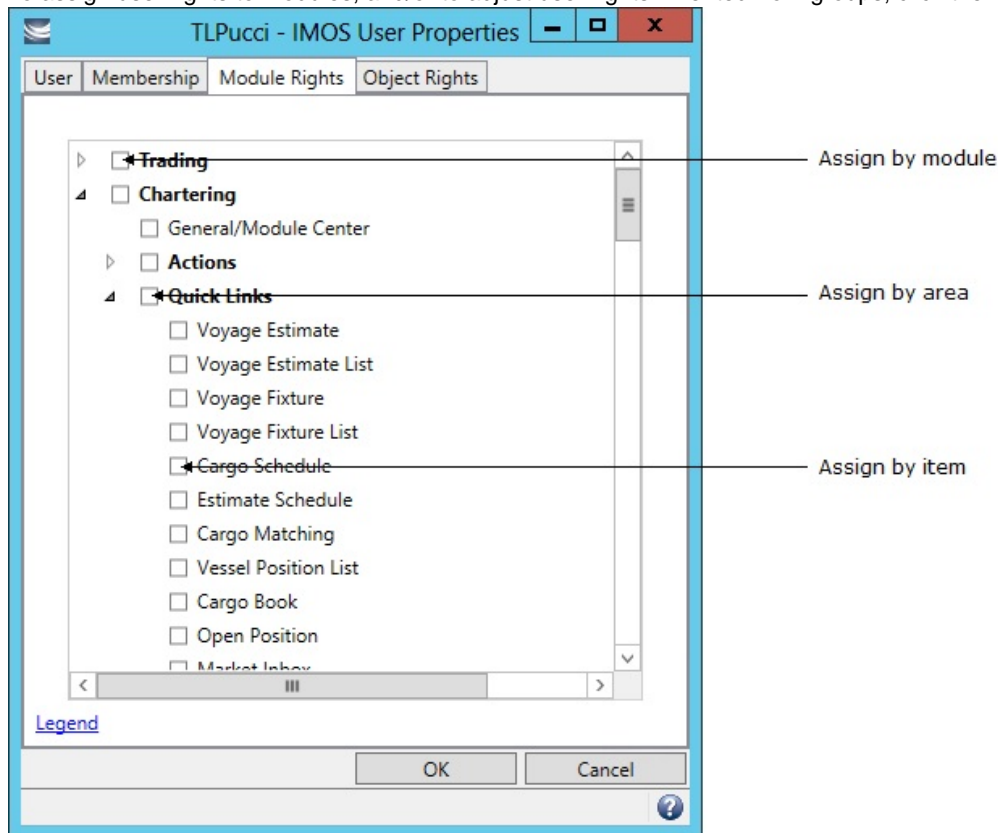 TLPucci - IMOS User Properties
User Membership Module Rights Object Rights
Trading
Assign by module
Chartering
General/Module Center
Actions
Quick Links
Assign by area
Voyage Estimate
Voyage Estimate List
Voyage Fixture
Voyage Fixture List
Cargo Schedule
Assign by item
Estimate Schedule
Cargo Matching
Vessel Position List
Cargo Book
Open Position
Market Inbox
Legend
OK Cancel